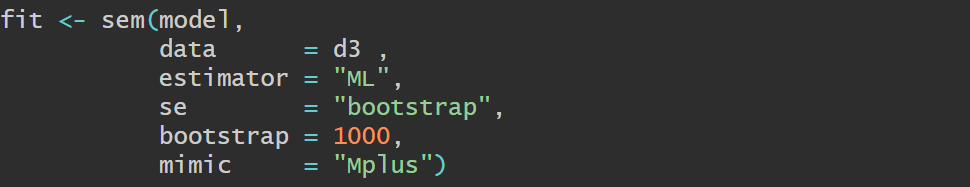 fit <- sem(model,
           data      = d3 ,
           estimator = "ML",
           se        = "bootstrap",
           bootstrap = 1000,
           mimic     = "Mplus")